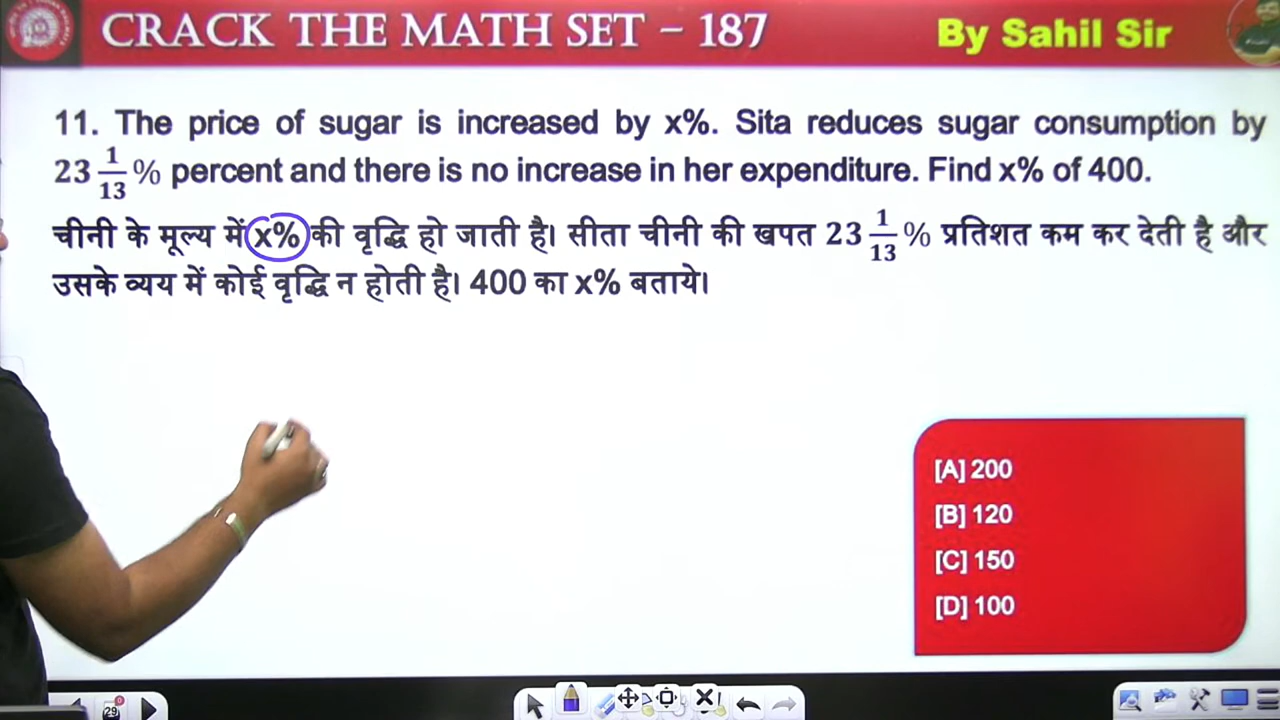 CRACK THE MATH SET – 187
By Sahil Sir
11. The price of sugar is increased by x%. Sita reduces sugar consumption by
23 1/13 % percent and there is no increase in her expenditure. Find x% of 400.
चीनी के मूल्य में x% की वृद्धि हो जाती है। सीता चीनी की खपत 23 1/13 % प्रतिशत कम कर देती है और
उसके व्यय में कोई वृद्धि न होती है। 400 का x% बताये।
[A] 200
[B] 120
[C] 150
[D] 100